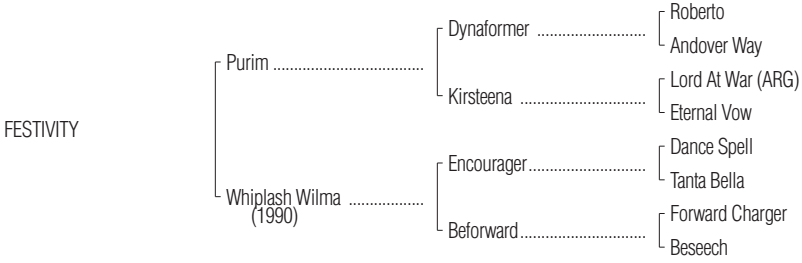 Roberto
Dynaformer ..........................
Andover Way
Purim ....................................
Lord At War (ARG)
Kirsteena ..............................
Eternal Vow
FESTIVITY
Dance Spell
Encourager............................
Tanta Bella
Whiplash Wilma ..................
(1990)
Forward Charger
Beforward..............................
Beseech